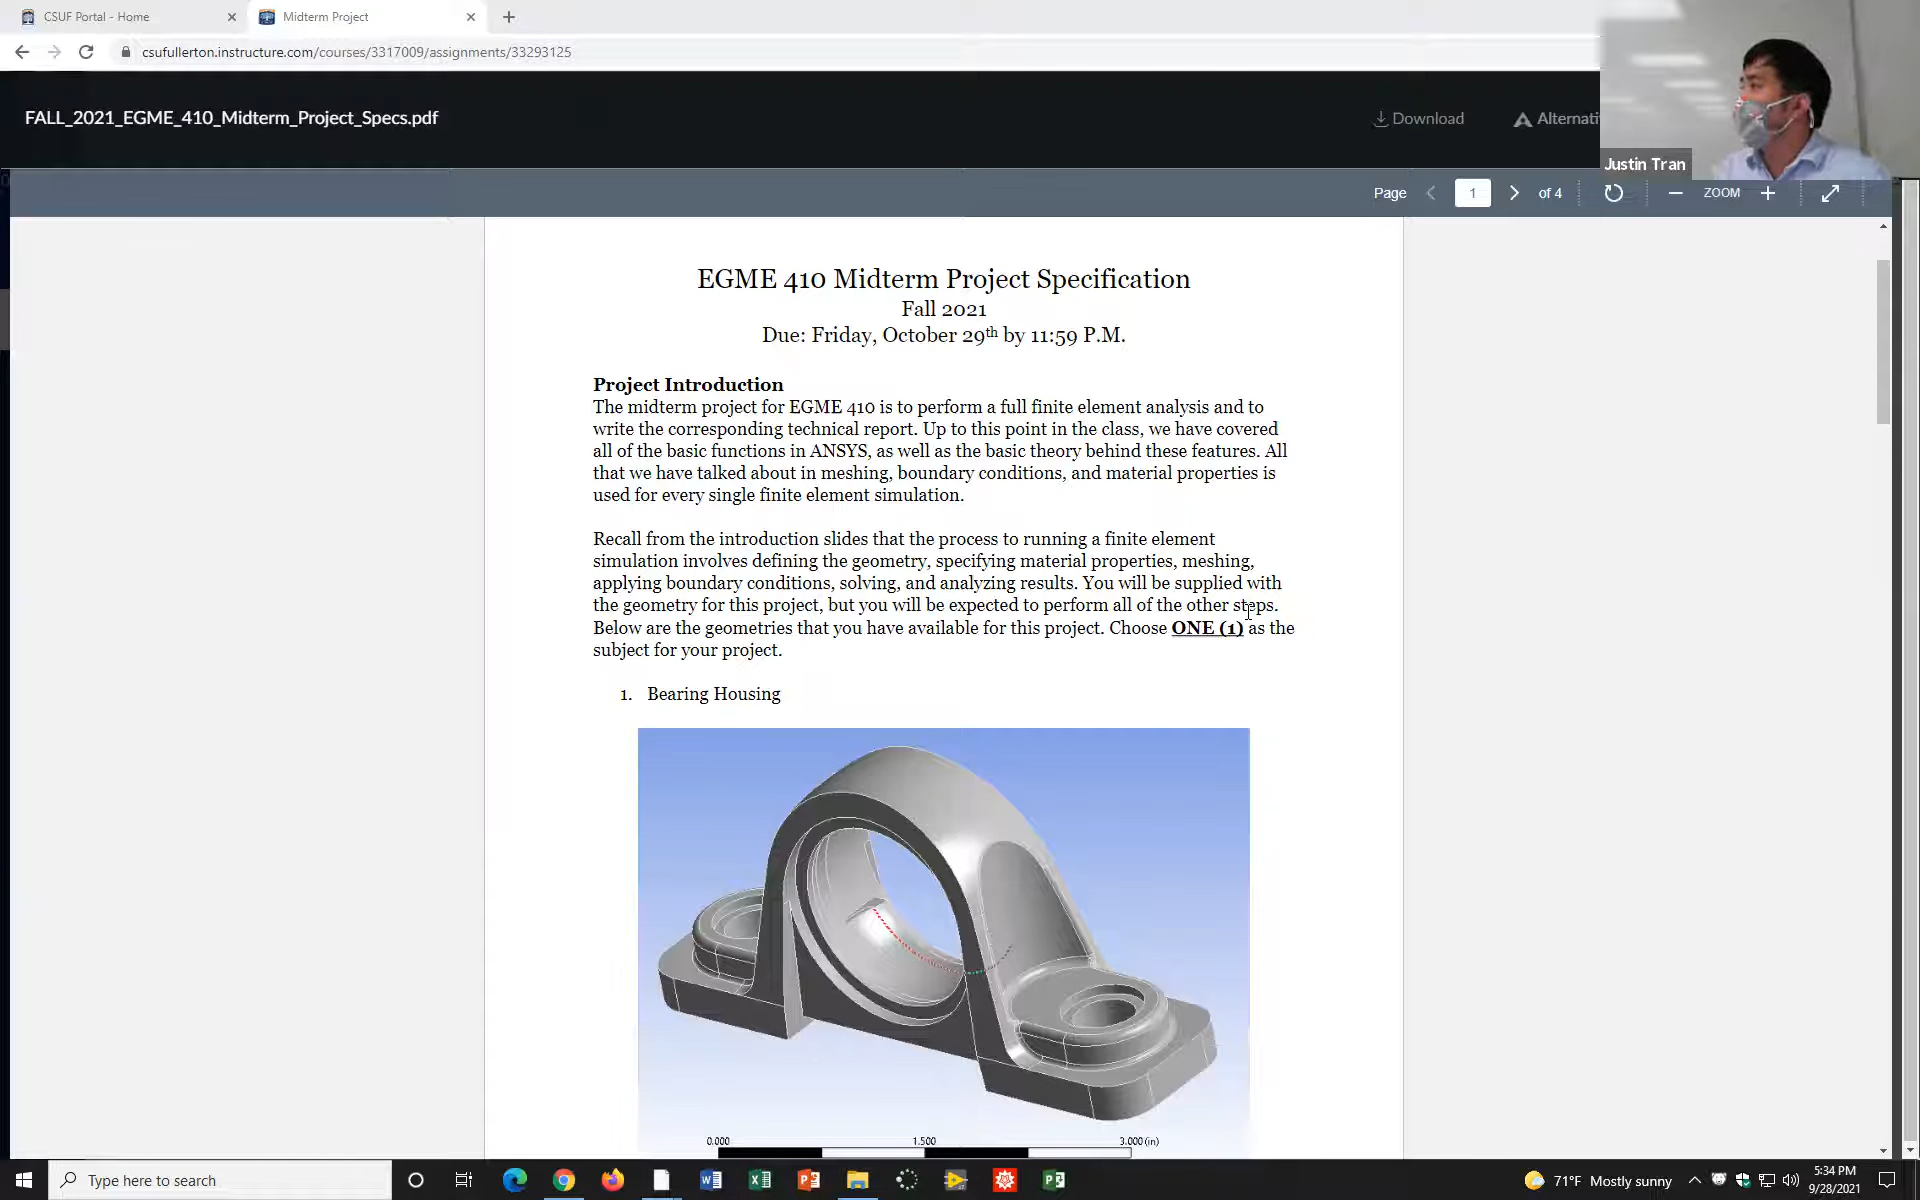 CSUF Portal - Home
Midterm Project
csufullerton.instructure.com/courses/3317009/assignments/33293125
FALL_2021_EGME_410_Midterm_Project_Specs.pdf
Download
Alternati
Justin Tran
Page
1
of 4
ZOOM
EGME 410 Midterm Project Specification
Fall 2021
Due: Friday, October 29th by 11:59 P.M.
Project Introduction
The midterm project for EGME 410 is to perform a full finite element analysis and to
write the corresponding technical report. Up to this point in the class, we have covered
all of the basic functions in ANSYS, as well as the basic theory behind these features. All
that we have talked about in meshing, boundary conditions, and material properties is
used for every single finite element simulation.
Recall from the introduction slides that the process to running a finite element
simulation involves defining the geometry, specifying material properties, meshing,
applying boundary conditions, solving, and analyzing results. You will be supplied with
the geometry for this project, but you will be expected to perform all of the other steps.
Below are the geometries that you have available for this project. Choose ONE (1) as the
subject for your project.
1. Bearing Housing
0.000 1.500 3.000 (in)
Type here to search
71°F Mostly sunny
5:34 PM
9/28/2021